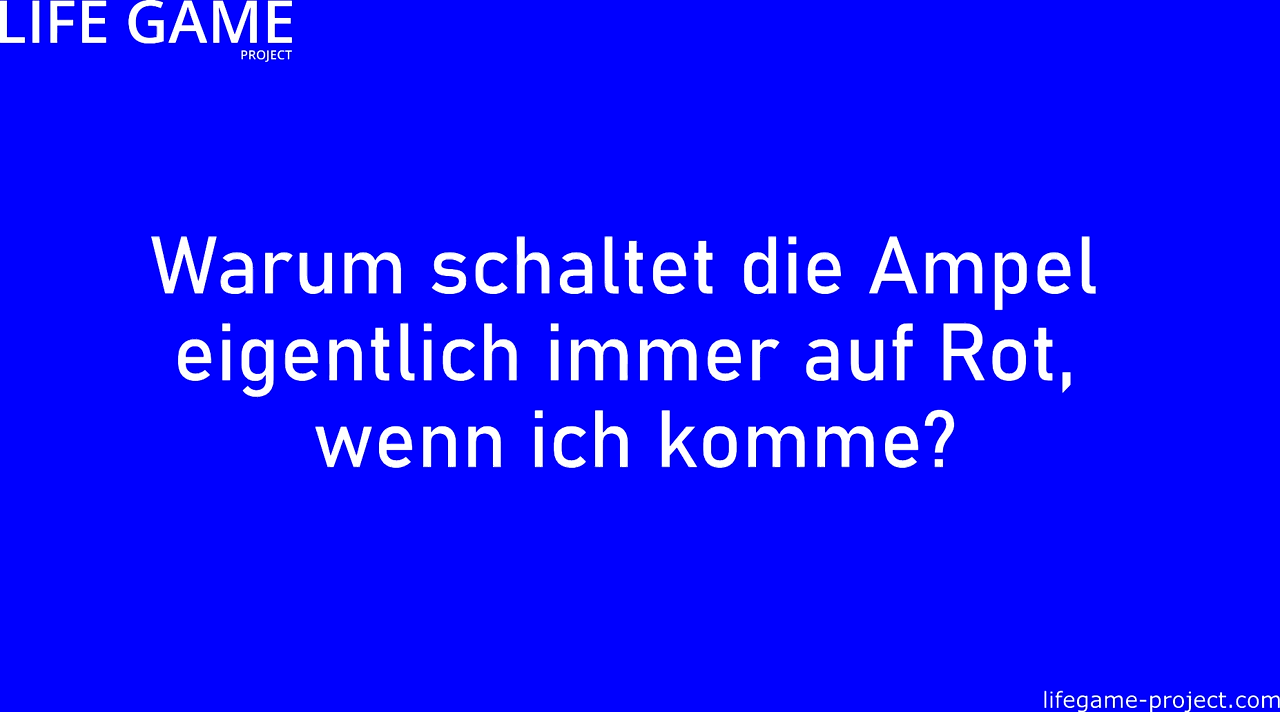 LIFE GAME
PROJECT
Warum schaltet die Ampel
eigentlich immer auf Rot,
wenn ich komme?
lifegame-project.com